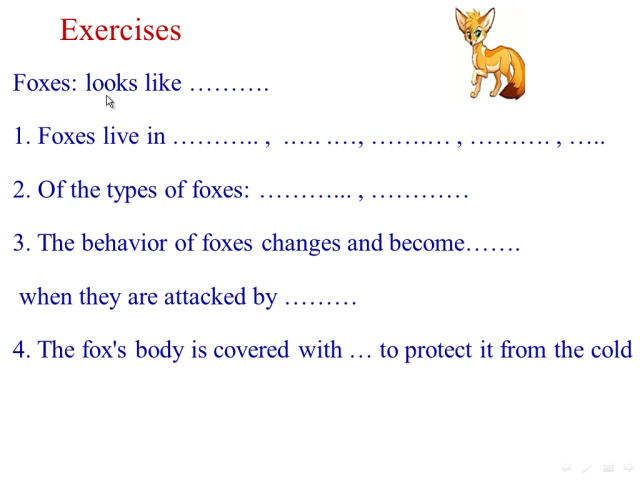 Exercises
Foxes: looks like ……….
1. Foxes live in ……….. , ..… .…, …….… , ………. , …..
2. Of the types of foxes: ………... , …………
3. The behavior of foxes changes and become…….
when they are attacked by ………
4. The fox's body is covered with … to protect it from the cold